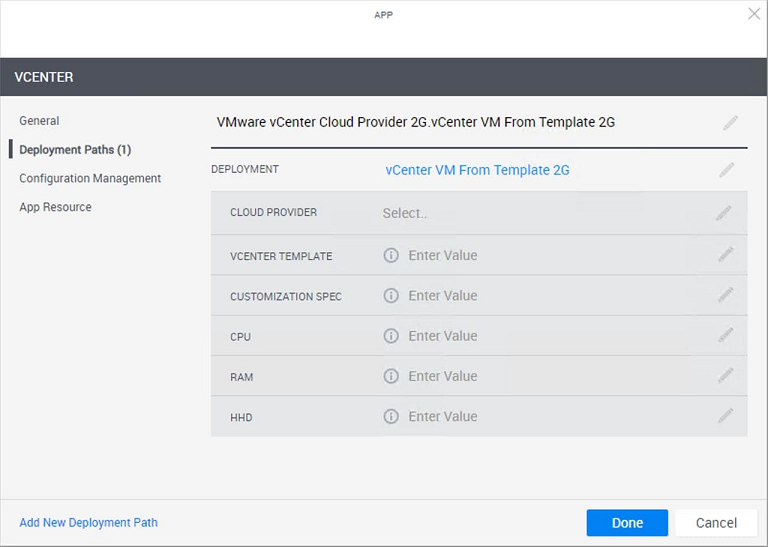 APP
VCENTER
General
Deployment Paths (1)
Configuration Management
App Resource
VMware vCenter Cloud Provider 2G.vCenter VM From Template 2G
DEPLOYMENT vCenter VM From Template 2G
CLOUD PROVIDER Select..
VCENTER TEMPLATE Enter Value
CUSTOMIZATION SPEC Enter Value
CPU Enter Value
RAM Enter Value
HHD Enter Value
Add New Deployment Path
Done Cancel